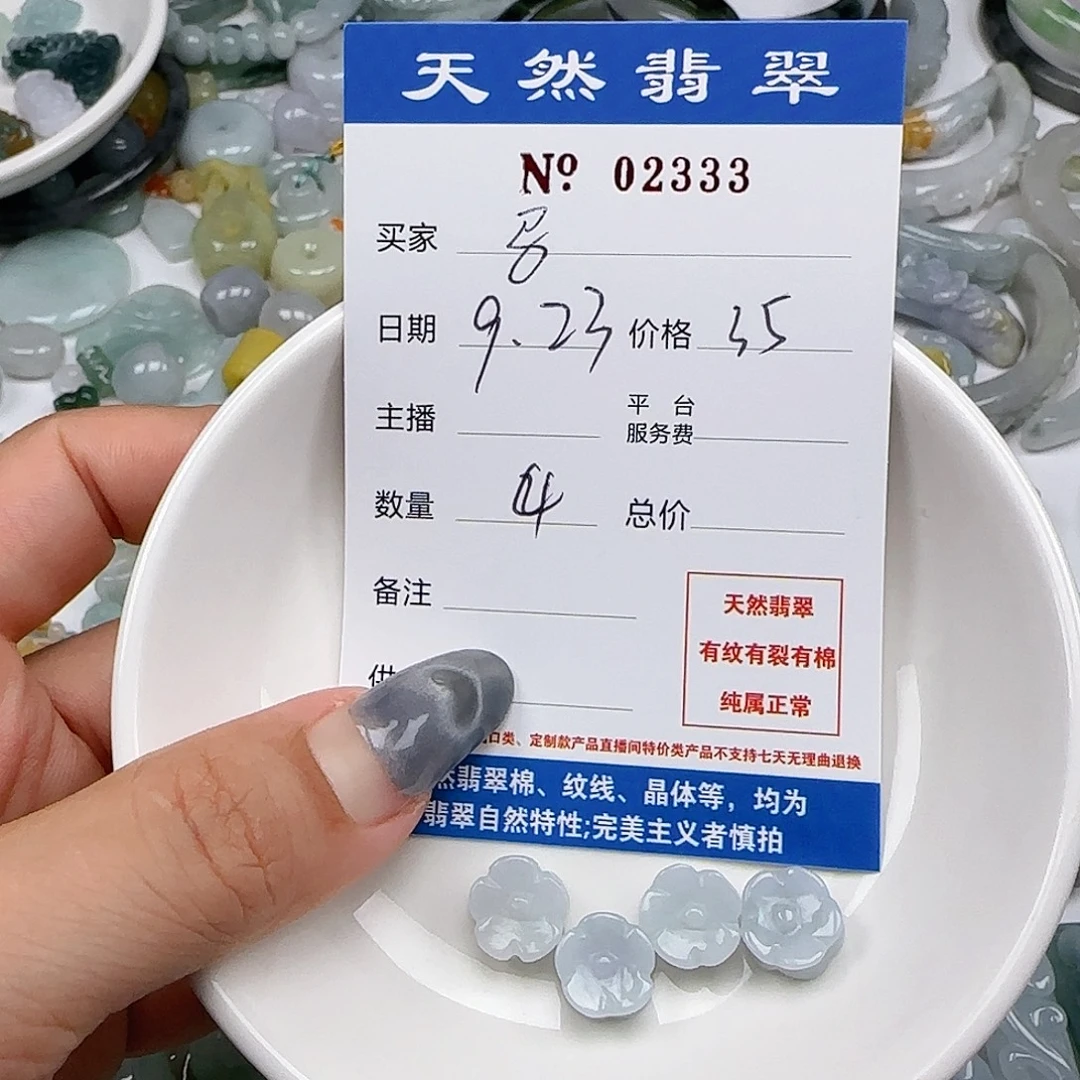 天然翡翠
Nº 02333
买家
日期 9.23 价格 35
主播 平台服务费
数量 4 总价
备注
供
天然翡翠
有纹有裂有棉
纯属正常
口类、定制款产品直播间特价类产品不支持七天无理曲退换
然翡翠棉、纹线、晶体等，均为
翡翠自然特性;完美主义者慎拍